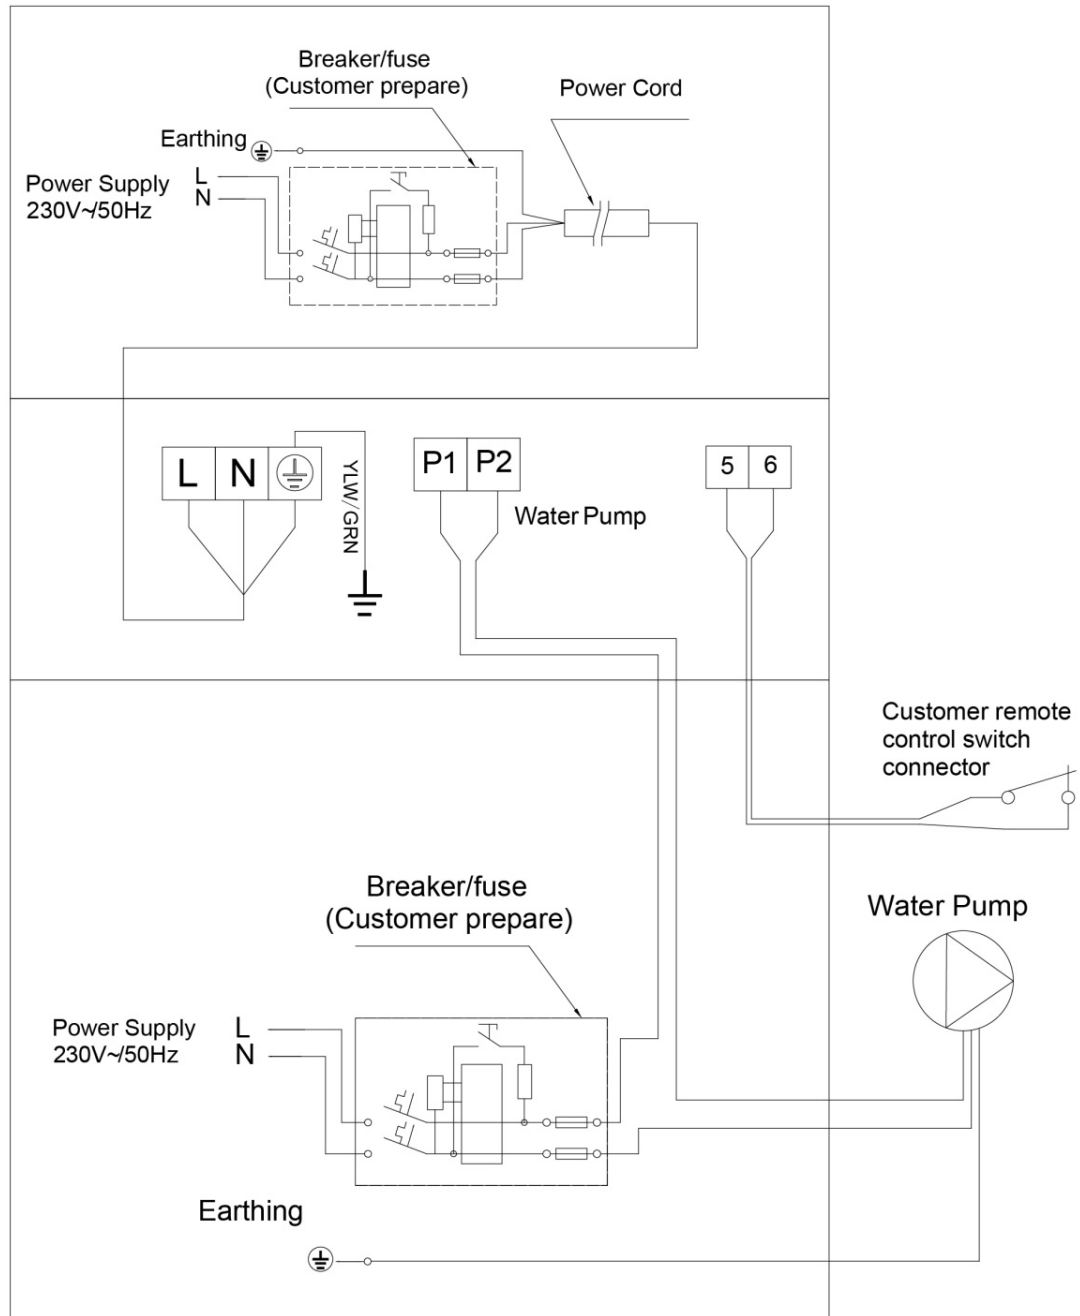 Breaker/fuse
(Customer prepare)
Power Cord
Earthing
Power Supply L
230V~/50Hz N
L N
YLW/GRN
P1 P2
Water Pump
5 6
Customer remote
control switch
connector
Breaker/fuse
(Customer prepare)
Water Pump
Power Supply L
230V~/50Hz N
Earthing